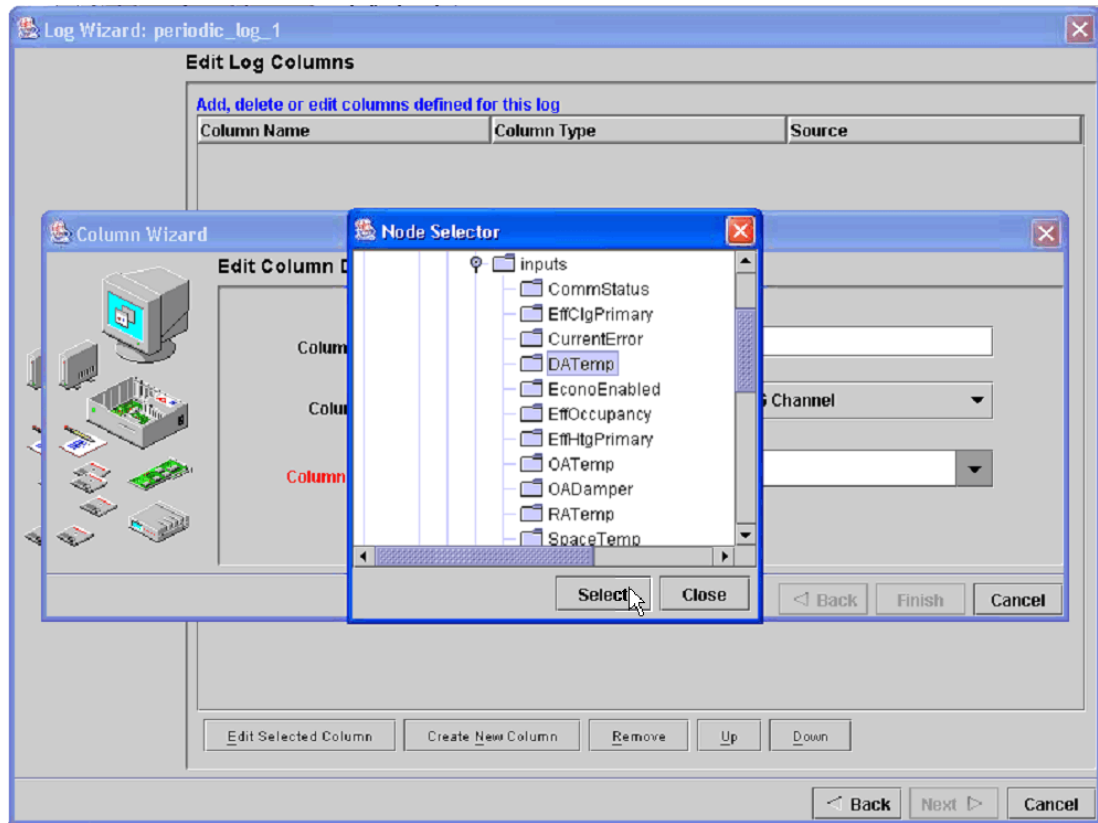 Log Wizard: periodic_log_1
Edit Log Columns
Add, delete or edit columns defined for this log
Column Name Column Type Source
Column Wizard
Node Selector
Edit Column D
inputs
CommStatus
EffClgPrimary
CurrentError
DATemp
EconoEnabled
EffOccupancy
EffHtgPrimary
OATemp
OADamper
RATemp
SpaceTemp
Colum
Colu
Channel
Column
Select Close
Back Finish Cancel
Edit Selected Column Create New Column Remove Up Down
Back Next Cancel